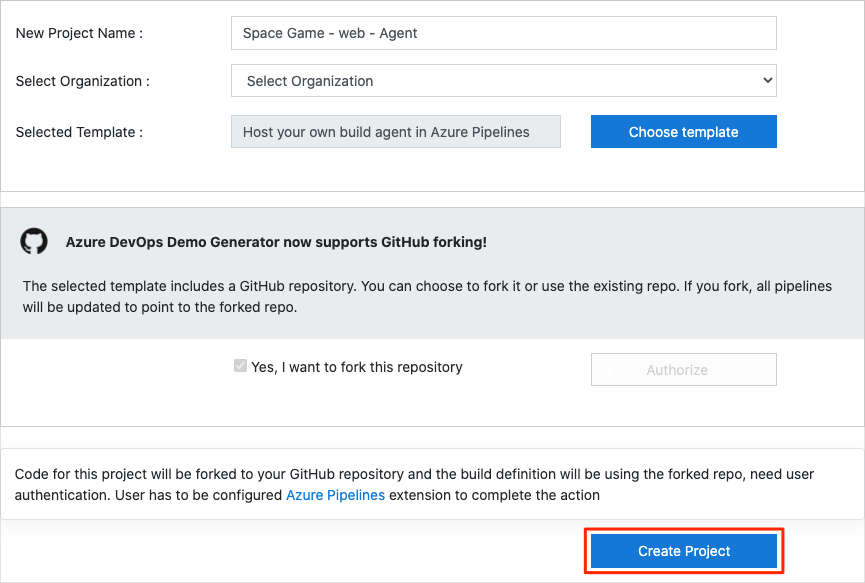 New Project Name :
Space Game - web - Agent
Select Organization :
Select Organization
Selected Template :
Host your own build agent in Azure Pipelines
Choose template
Azure DevOps Demo Generator now supports GitHub forking!
The selected template includes a GitHub repository. You can choose to fork it or use the existing repo. If you fork, all pipelines
will be updated to point to the forked repo.
Yes, I want to fork this repository
Authorize
Code for this project will be forked to your GitHub repository and the build definition will be using the forked repo, need user
authentication. User has to be configured Azure Pipelines extension to complete the action
Create Project